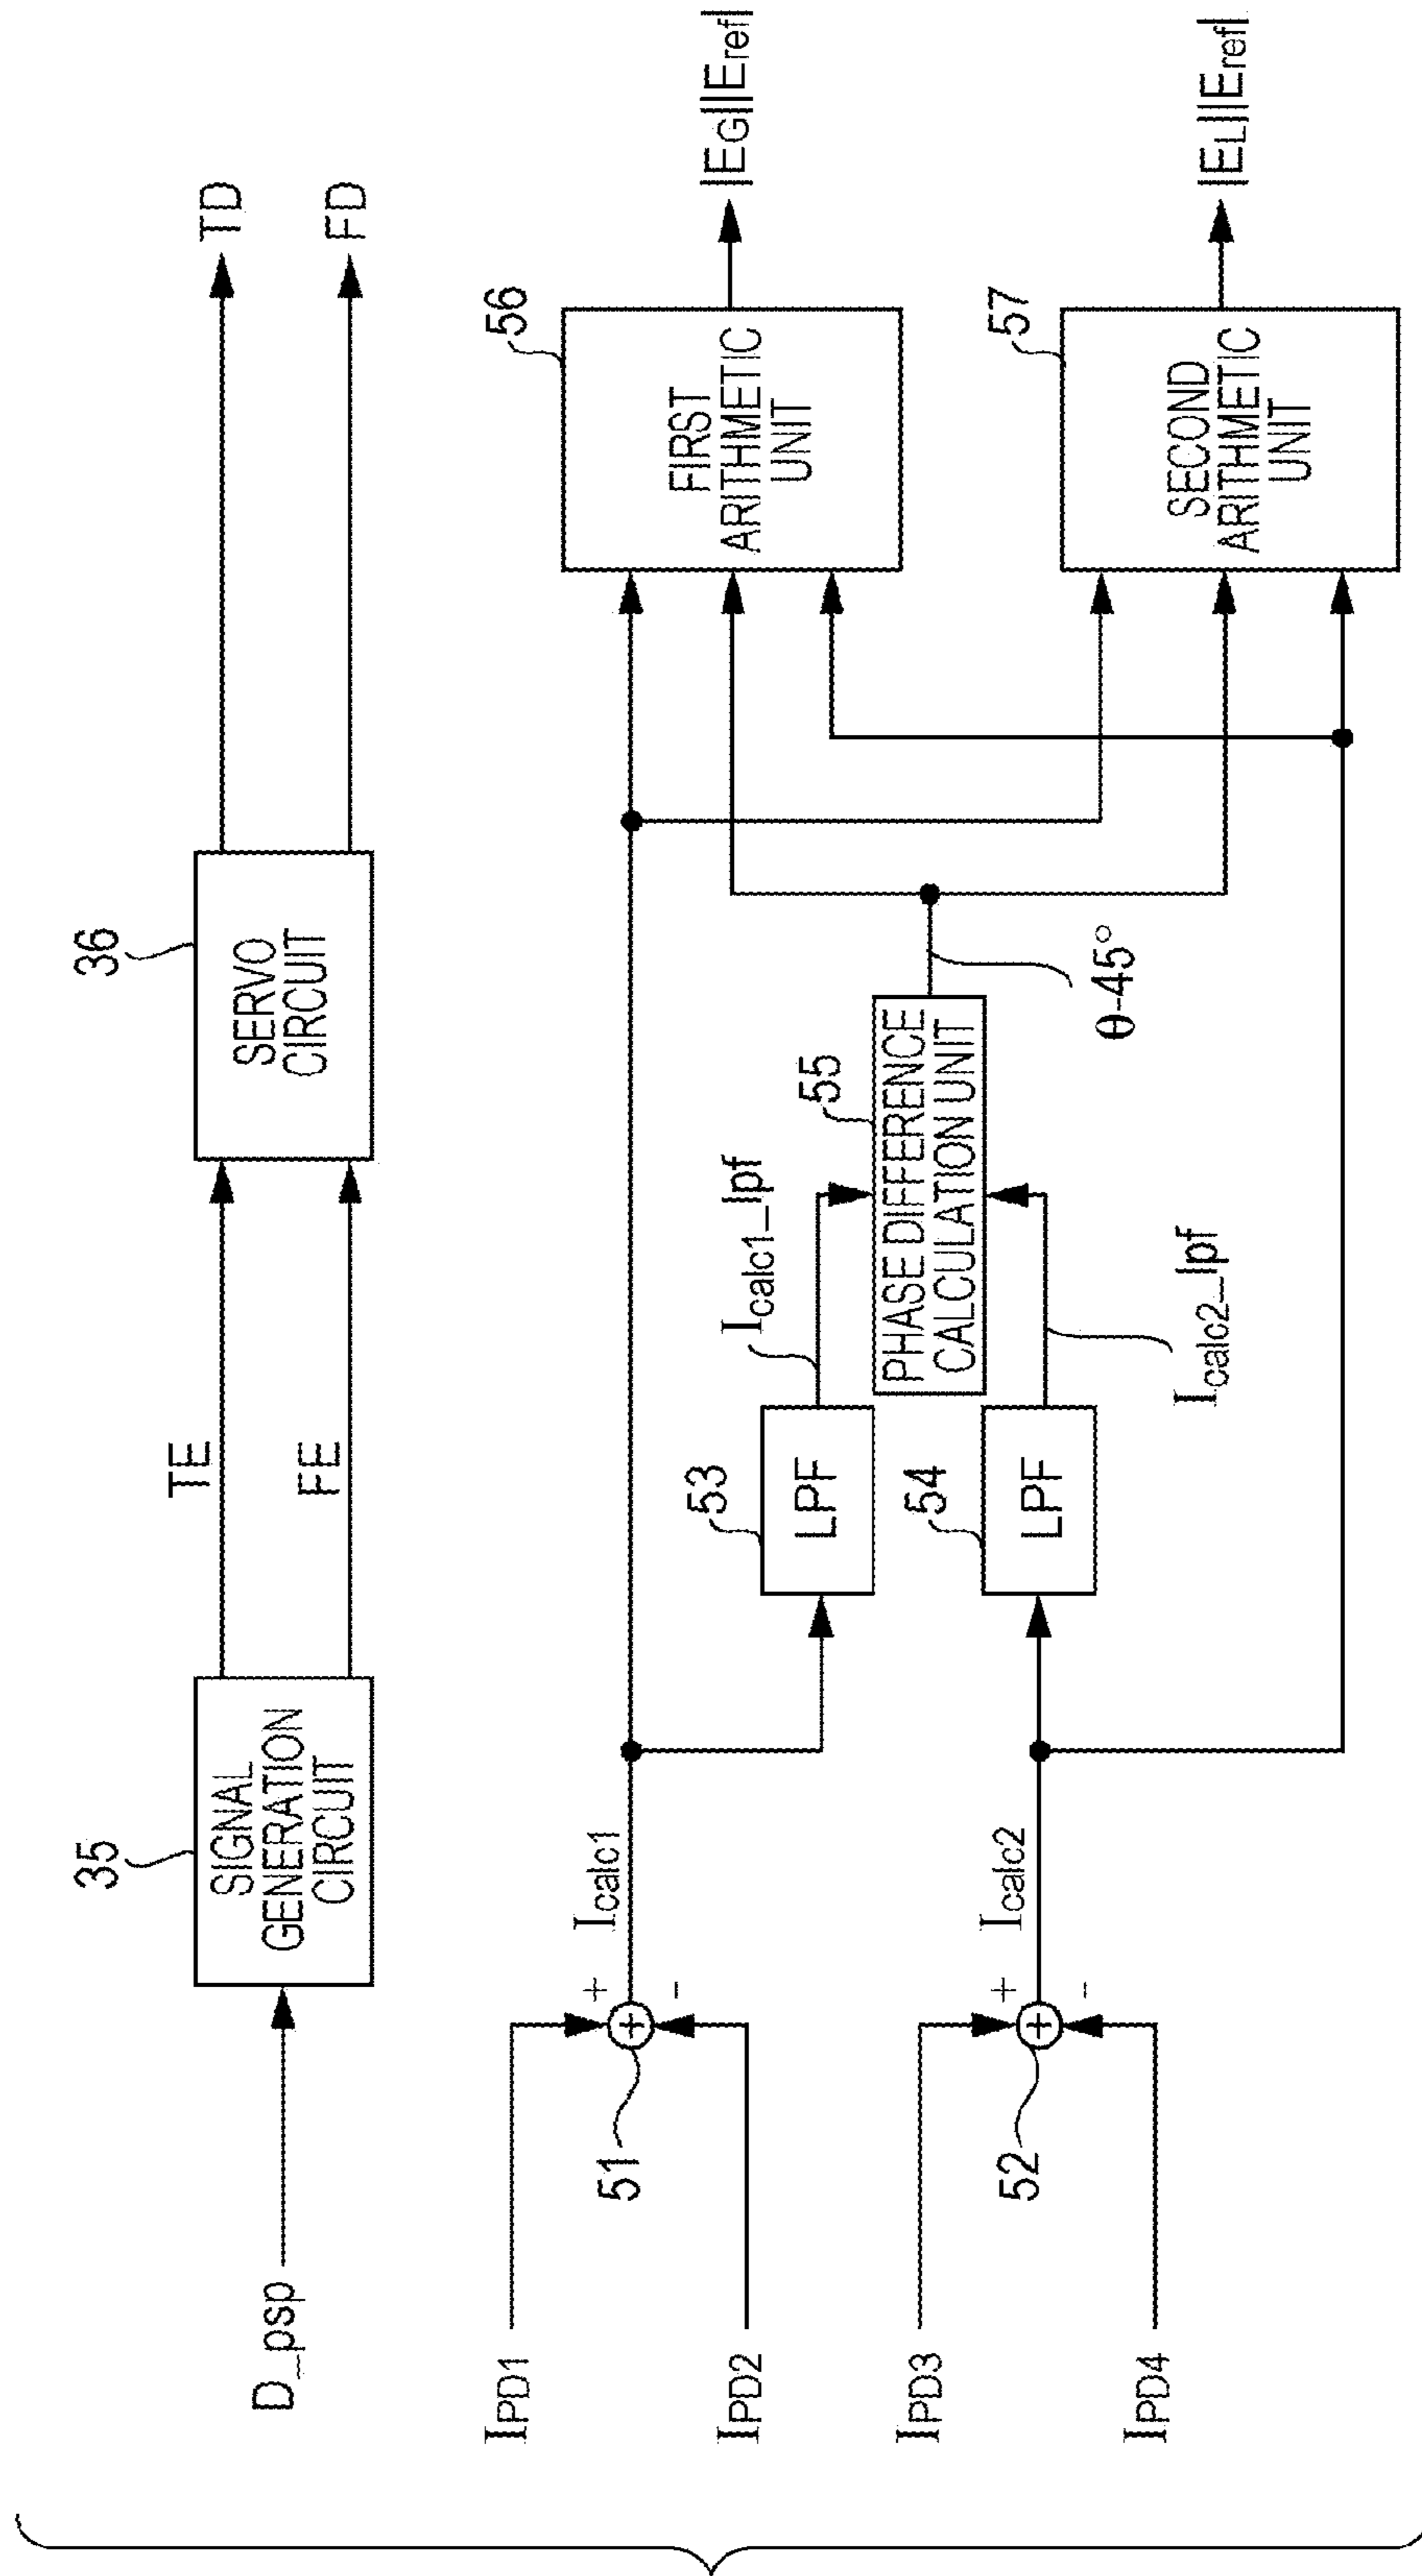 D_psp
35
SIGNAL
GENERATION
CIRCUIT
TE
FE
36
SERVO
CIRCUIT
TD
FD
IPD1
IPD2
51
+
+
-
Icalc1
IPD3
IPD4
52
+
+
-
Icalc2
53
LPF
Icalc1_lpf
54
LPF
Icalc2_lpf
55
PHASE DIFFERENCE
CALCULATION UNIT
θ-45°
56
FIRST
ARITHMETIC
UNIT
|EG||Eref|
57
SECOND
ARITHMETIC
UNIT
|EL||Eref|